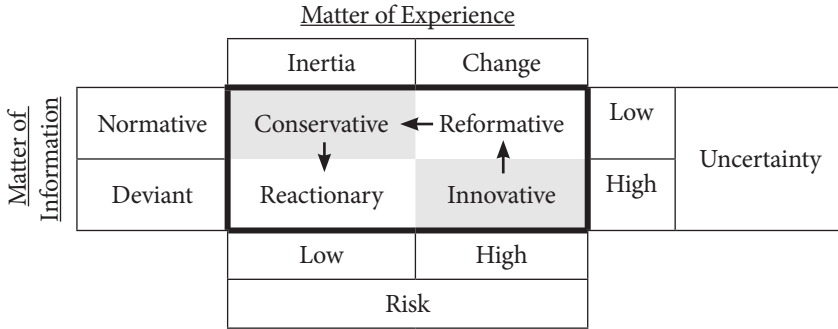 Matter of Experience
Inertia Change
Matter of
Information
Normative Conservative Reformative Low
Uncertainty
Deviant Reactionary Innovative High
Low High
Risk